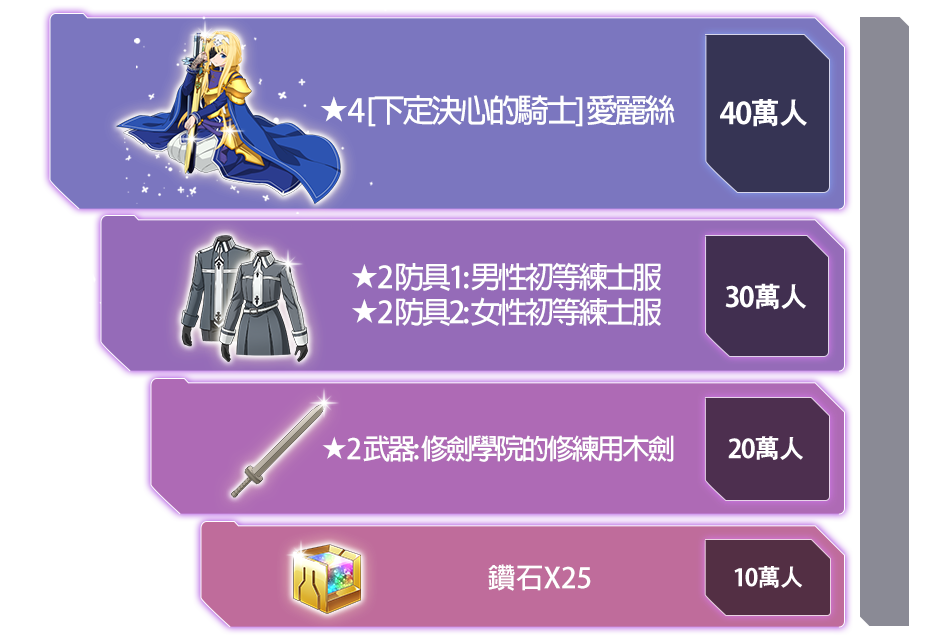 ★4 [下定決心的騎士] 愛麗絲
40萬人
★2 防具1: 男性初等練士服
★2 防具2: 女性初等練士服
30萬人
★2 武器: 修劍學院的修練用木劍
20萬人
鑽石X25
10萬人